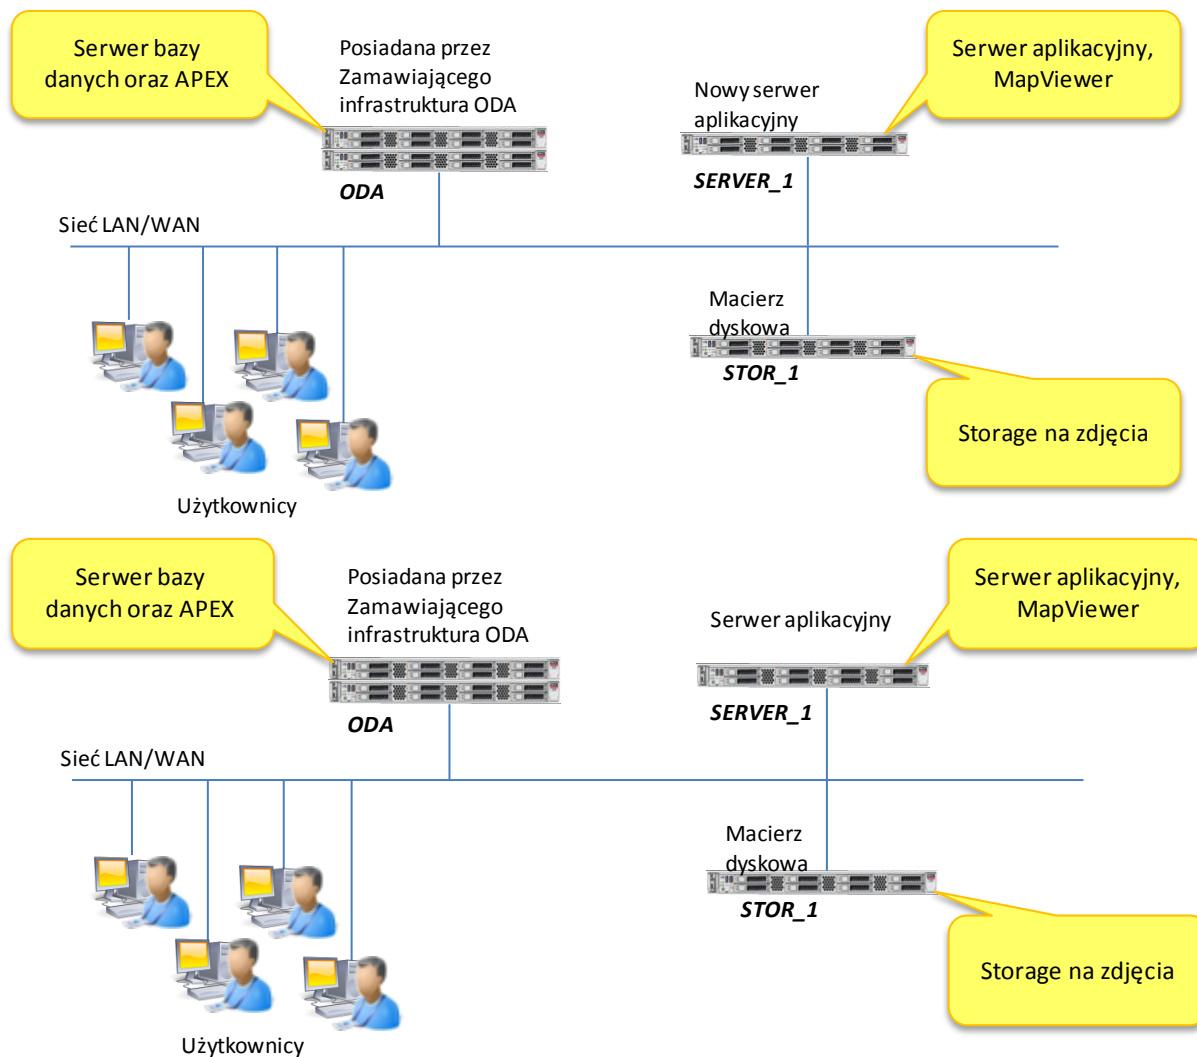 Serwer bazy
danych oraz APEX
Posiadana przez
Zamawiającego
infrastruktura ODA
Nowy serwer
aplikacyjny
Serwer aplikacyjny,
MapViewer
ODA
SERVER_1
Sieć LAN/WAN
Macierz
dyskowa
STOR_1
Storage na zdjęcia
Użytkownicy
Serwer bazy
danych oraz APEX
Posiadana przez
Zamawiającego
infrastruktura ODA
Serwer aplikacyjny
Serwer aplikacyjny,
MapViewer
ODA
SERVER_1
Sieć LAN/WAN
Macierz
dyskowa
STOR_1
Storage na zdjęcia
Użytkownicy